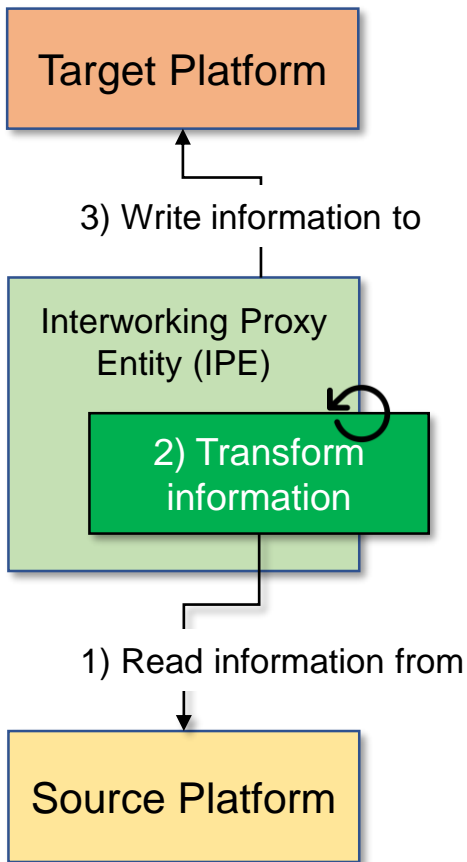 Target Platform
3) Write information to
Interworking Proxy
Entity (IPE)
2) Transform
information
1) Read information from
Source Platform